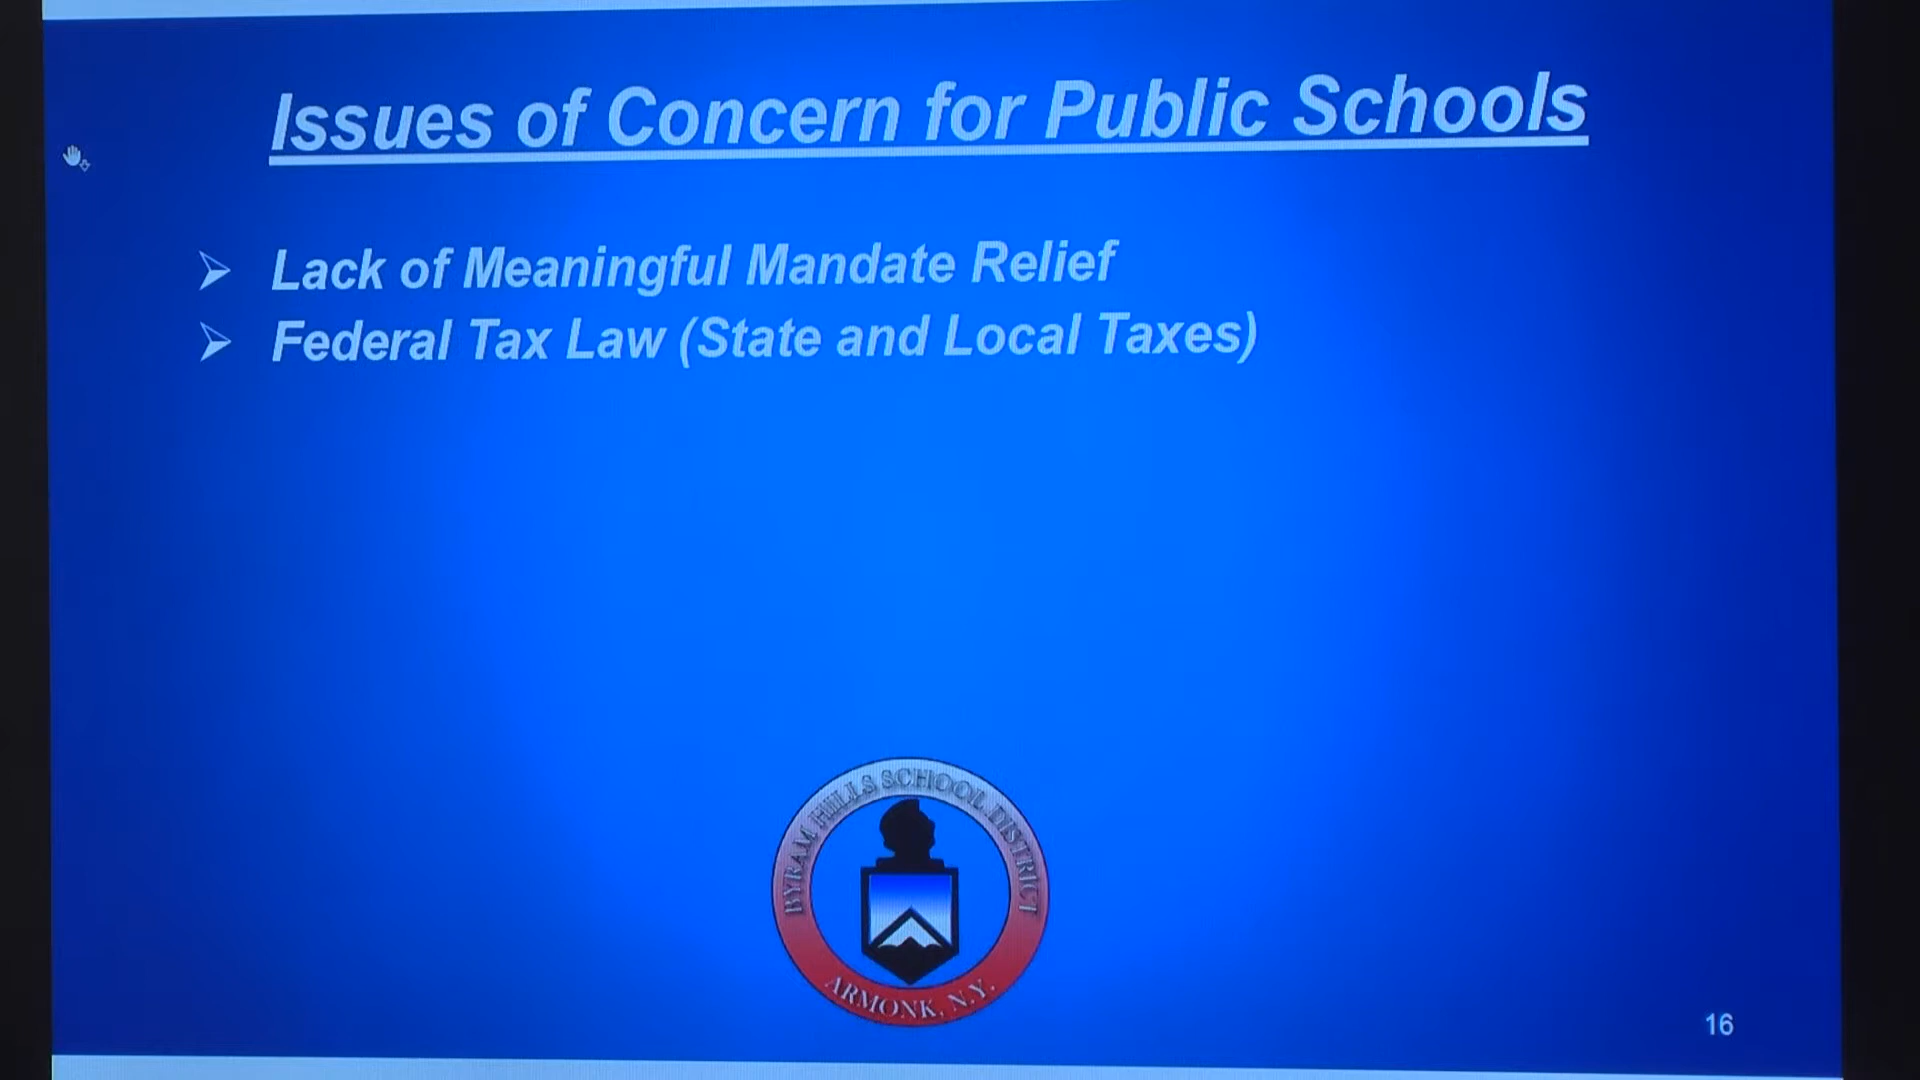 Issues of Concern for Public Schools
Lack of Meaningful Mandate Relief
Federal Tax Law (State and Local Taxes)
BYRAM HILLS SCHOOL DISTRICT
ARMONK, N.Y.
16